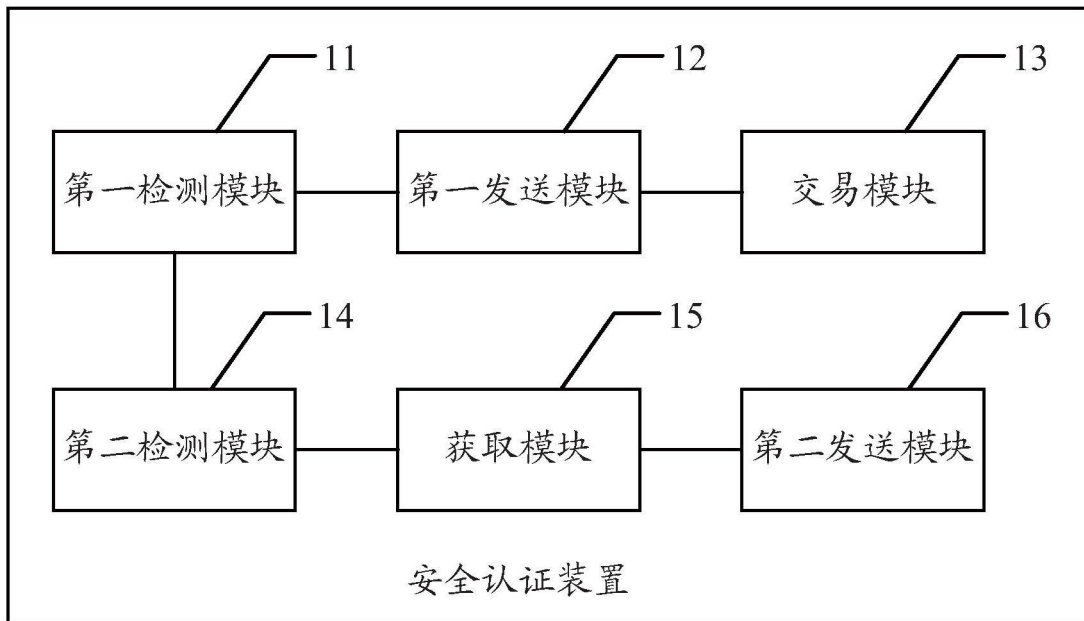 11
12
13
第一检测模块
第一发送模块
交易模块
14
15
16
第二检测模块
获取模块
第二发送模块
安全认证装置